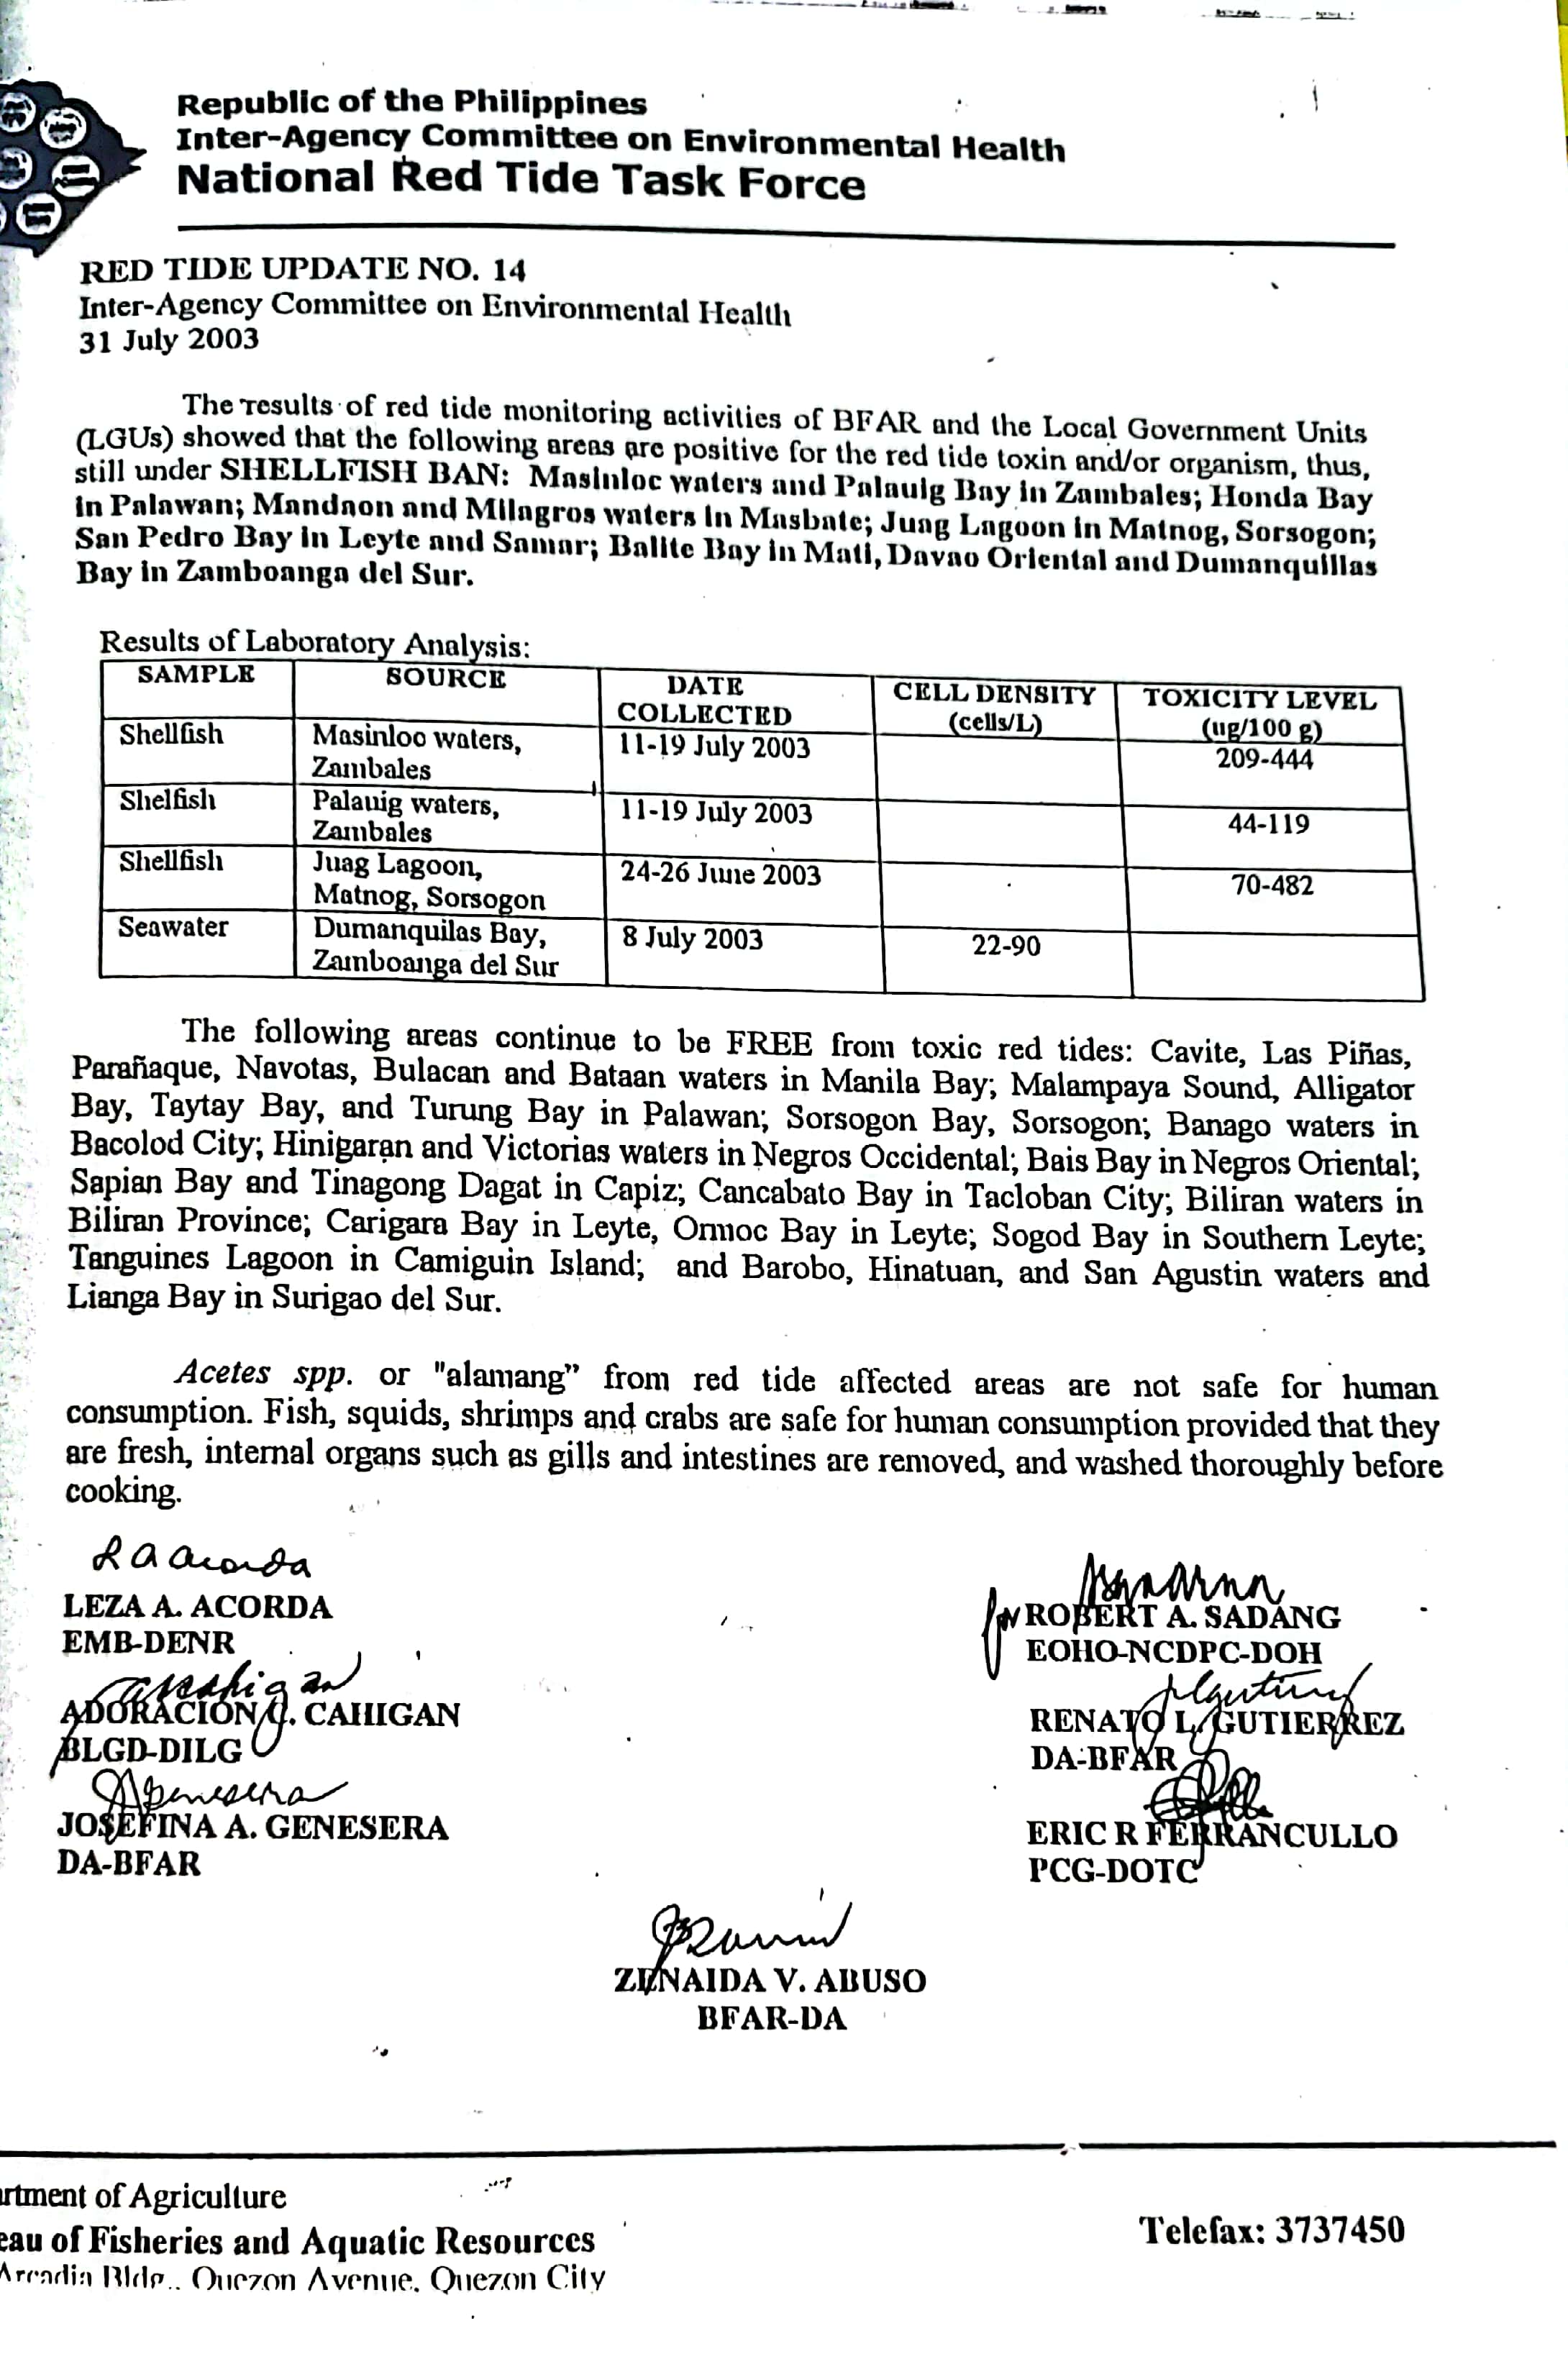 Republic of the Philippines
Inter-Agency Committee on Environmental Health
National Red Tide Task Force
RED TIDE UPDATE NO. 14
Inter-Agency Committee on Environmental Health
31 July 2003
The results of red tide monitoring activities of BFAR and the Local Government Units
(LGUs) showed that the following areas are positive for the red tide toxin and/or organism, thus,
still under SHELLFISH BAN: Masinloc waters and Palauig Bay in Zambales; Honda Bay
in Palawan; Mandaon and Milagros waters in Masbate; Juag Lagoon in Matnog, Sorsogon;
San Pedro Bay in Leyte and Samar; Balite Bay in Mati, Davao Oriental and Dumanquillas
Bay in Zamboanga del Sur.
Results of Laboratory Analysis:
SAMPLE SOURCE DATE COLLECTED CELL DENSITY (cells/L) TOXICITY LEVEL (ug/100 g)
Shellfish Masinloc waters, Zambales 11-19 July 2003 209-444
Shelfish Palauig waters, Zambales 11-19 July 2003 44-119
Shellfish Juag Lagoon, Matnog, Sorsogon 24-26 June 2003 70-482
Seawater Dumanquilas Bay, Zamboanga del Sur 8 July 2003 22-90
The following areas continue to be FREE from toxic red tides: Cavite, Las Piñas,
Parañaque, Navotas, Bulacan and Bataan waters in Manila Bay; Malampaya Sound, Alligator
Bay, Taytay Bay, and Turung Bay in Palawan; Sorsogon Bay, Sorsogon; Banago waters in
Bacolod City; Hinigaran and Victorias waters in Negros Occidental; Bais Bay in Negros Oriental;
Sapian Bay and Tinagong Dagat in Capiz; Cancabato Bay in Tacloban City; Biliran waters in
Biliran Province; Carigara Bay in Leyte, Ormoc Bay in Leyte; Sogod Bay in Southern Leyte;
Tanguines Lagoon in Camiguin Island; and Barobo, Hinatuan, and San Agustin waters and
Lianga Bay in Surigao del Sur.
Acetes spp. or "alamang” from red tide affected areas are not safe for human
consumption. Fish, squids, shrimps and crabs are safe for human consumption provided that they
are fresh, internal organs such as gills and intestines are removed, and washed thoroughly before
cooking.
LEZA A. ACORDA
EMB-DENR
for ROBERT A. SADANG
EOHO-NCDPC-DOH
ADORACION CAHIGAN
BLGD-DILG
RENATO L. GUTIERREZ
DA-BFAR
JOSEFINA A. GENESERA
DA-BFAR
ERIC R FERRANCULLO
PCG-DOTC
ZENAIDA V. ABUSO
BFAR-DA
rtment of Agriculture
eau of Fisheries and Aquatic Resources
Arcadia Bldg., Quezon Avenue, Quezon City
Telefax: 3737450